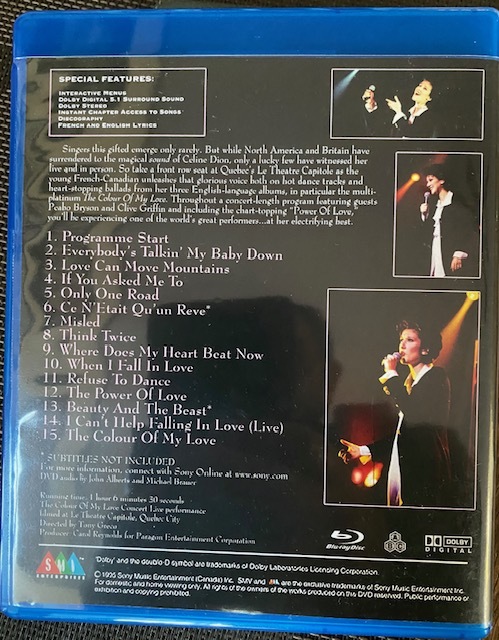 SPECIAL FEATURES:
INTERACTIVE MENUS
DOLBY DIGITAL 5.1 SURROUND SOUND
DOLBY STEREO
INSTANT CHAPTER ACCESS TO SONGS
DISCOGRAPHY
FRENCH AND ENGLISH LYRICS
Singers this gifted emerge only rarely. But while North America and Britain have
surrendered to the magical sound of Celine Dion, only a lucky few have witnessed her
live and in person. So take a front row seat at Quebec's Le Theatre Capitole as the
young French-Canadian unleashes that glorious voice both on hot dance tracks and
heart-stopping ballads from her three English-language albums, in particular the multi-
platinum The Colour Of My Love. Throughout a concert-length program featuring guests
Peabo Bryson and Clive Griffin and including the chart-topping "Power Of Love,"
you'll be experiencing one of the world's great performers...at her electrifying best.
1. Programme Start
2. Everybody's Talkin' My Baby Down
3. Love Can Move Mountains
4. If You Asked Me To
5. Only One Road
6. Ce N'Etait Qu'un Reve*
7. Misled
8. Think Twice
9. Where Does My Heart Beat Now
10. When I Fall In Love
11. Refuse To Dance
12. The Power Of Love
13. Beauty And The Beast*
14. I Can't Help Falling In Love (Live)
15. The Colour Of My Love
* SUBTITLES NOT INCLUDED
For more information, connect with Sony Online at www.sony.com
DVD audio by John Alberts and Michael Brauer
Running time: 1 hour 6 minutes 30 seconds
The Colour Of My Love Concert Live performance
filmed at Le Theatre Capitole, Quebec City
Directed by Tony Greco
Producer: Carol Reynolds for Paragon Entertainment Corporation
Blu-ray Disc
DOLBY
DIGITAL
SMV
ENTERPRISES
'Dolby' and the double-D symbol are trademarks of Dolby Laboratories Licensing Corporation.
© 1995 Sony Music Entertainment (Canada) Inc. SMV and are the exclusive trademarks of Sony Music Entertainment Inc.
For domestic and home viewing only. All rights of the owners of the works produced on this DVD reserved. Public performance or
exhibition and copying prohibited.